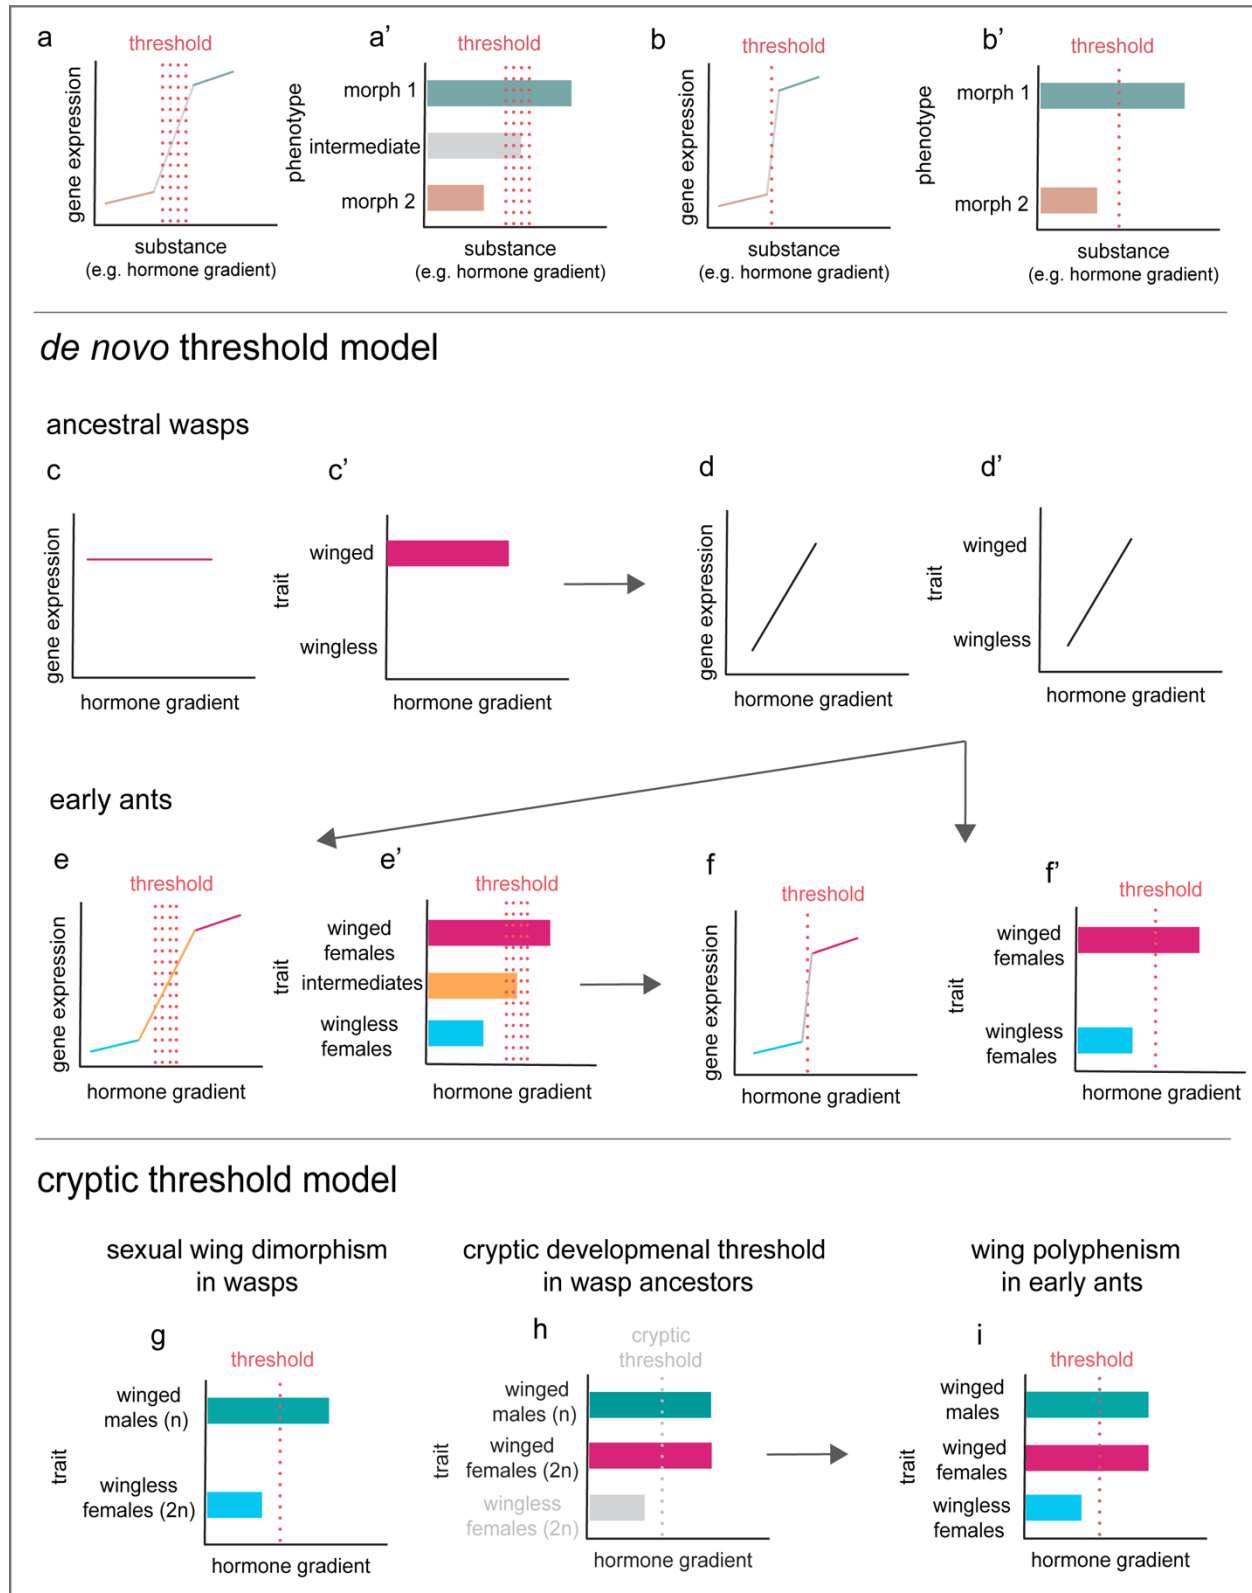 a
threshold
gene expression
substance
(e.g. hormone gradient)
a'
threshold
phenotype
morph 1
intermediate
morph 2
substance
(e.g. hormone gradient)
b
threshold
gene expression
substance
(e.g. hormone gradient)
b'
threshold
phenotype
morph 1
morph 2
substance
(e.g. hormone gradient)
de novo threshold model
ancestral wasps
c
gene expression
hormone gradient
c'
trait
winged
wingless
hormone gradient
d
gene expression
hormone gradient
d'
trait
winged
wingless
hormone gradient
early ants
e
threshold
gene expression
hormone gradient
e'
threshold
trait
winged
females
intermediates
wingless
females
hormone gradient
f
threshold
gene expression
hormone gradient
f'
threshold
trait
winged
females
wingless
females
hormone gradient
cryptic threshold model
sexual wing dimorphism
in wasps
g
threshold
trait
winged
males (n)
wingless
females (2n)
hormone gradient
cryptic developmenal threshold
in wasp ancestors
h
cryptic
threshold
trait
winged
males (n)
winged
females (2n)
wingless
females (2n)
hormone gradient
wing polyphenism
in early ants
i
threshold
trait
winged
males
winged
females
wingless
females
hormone gradient